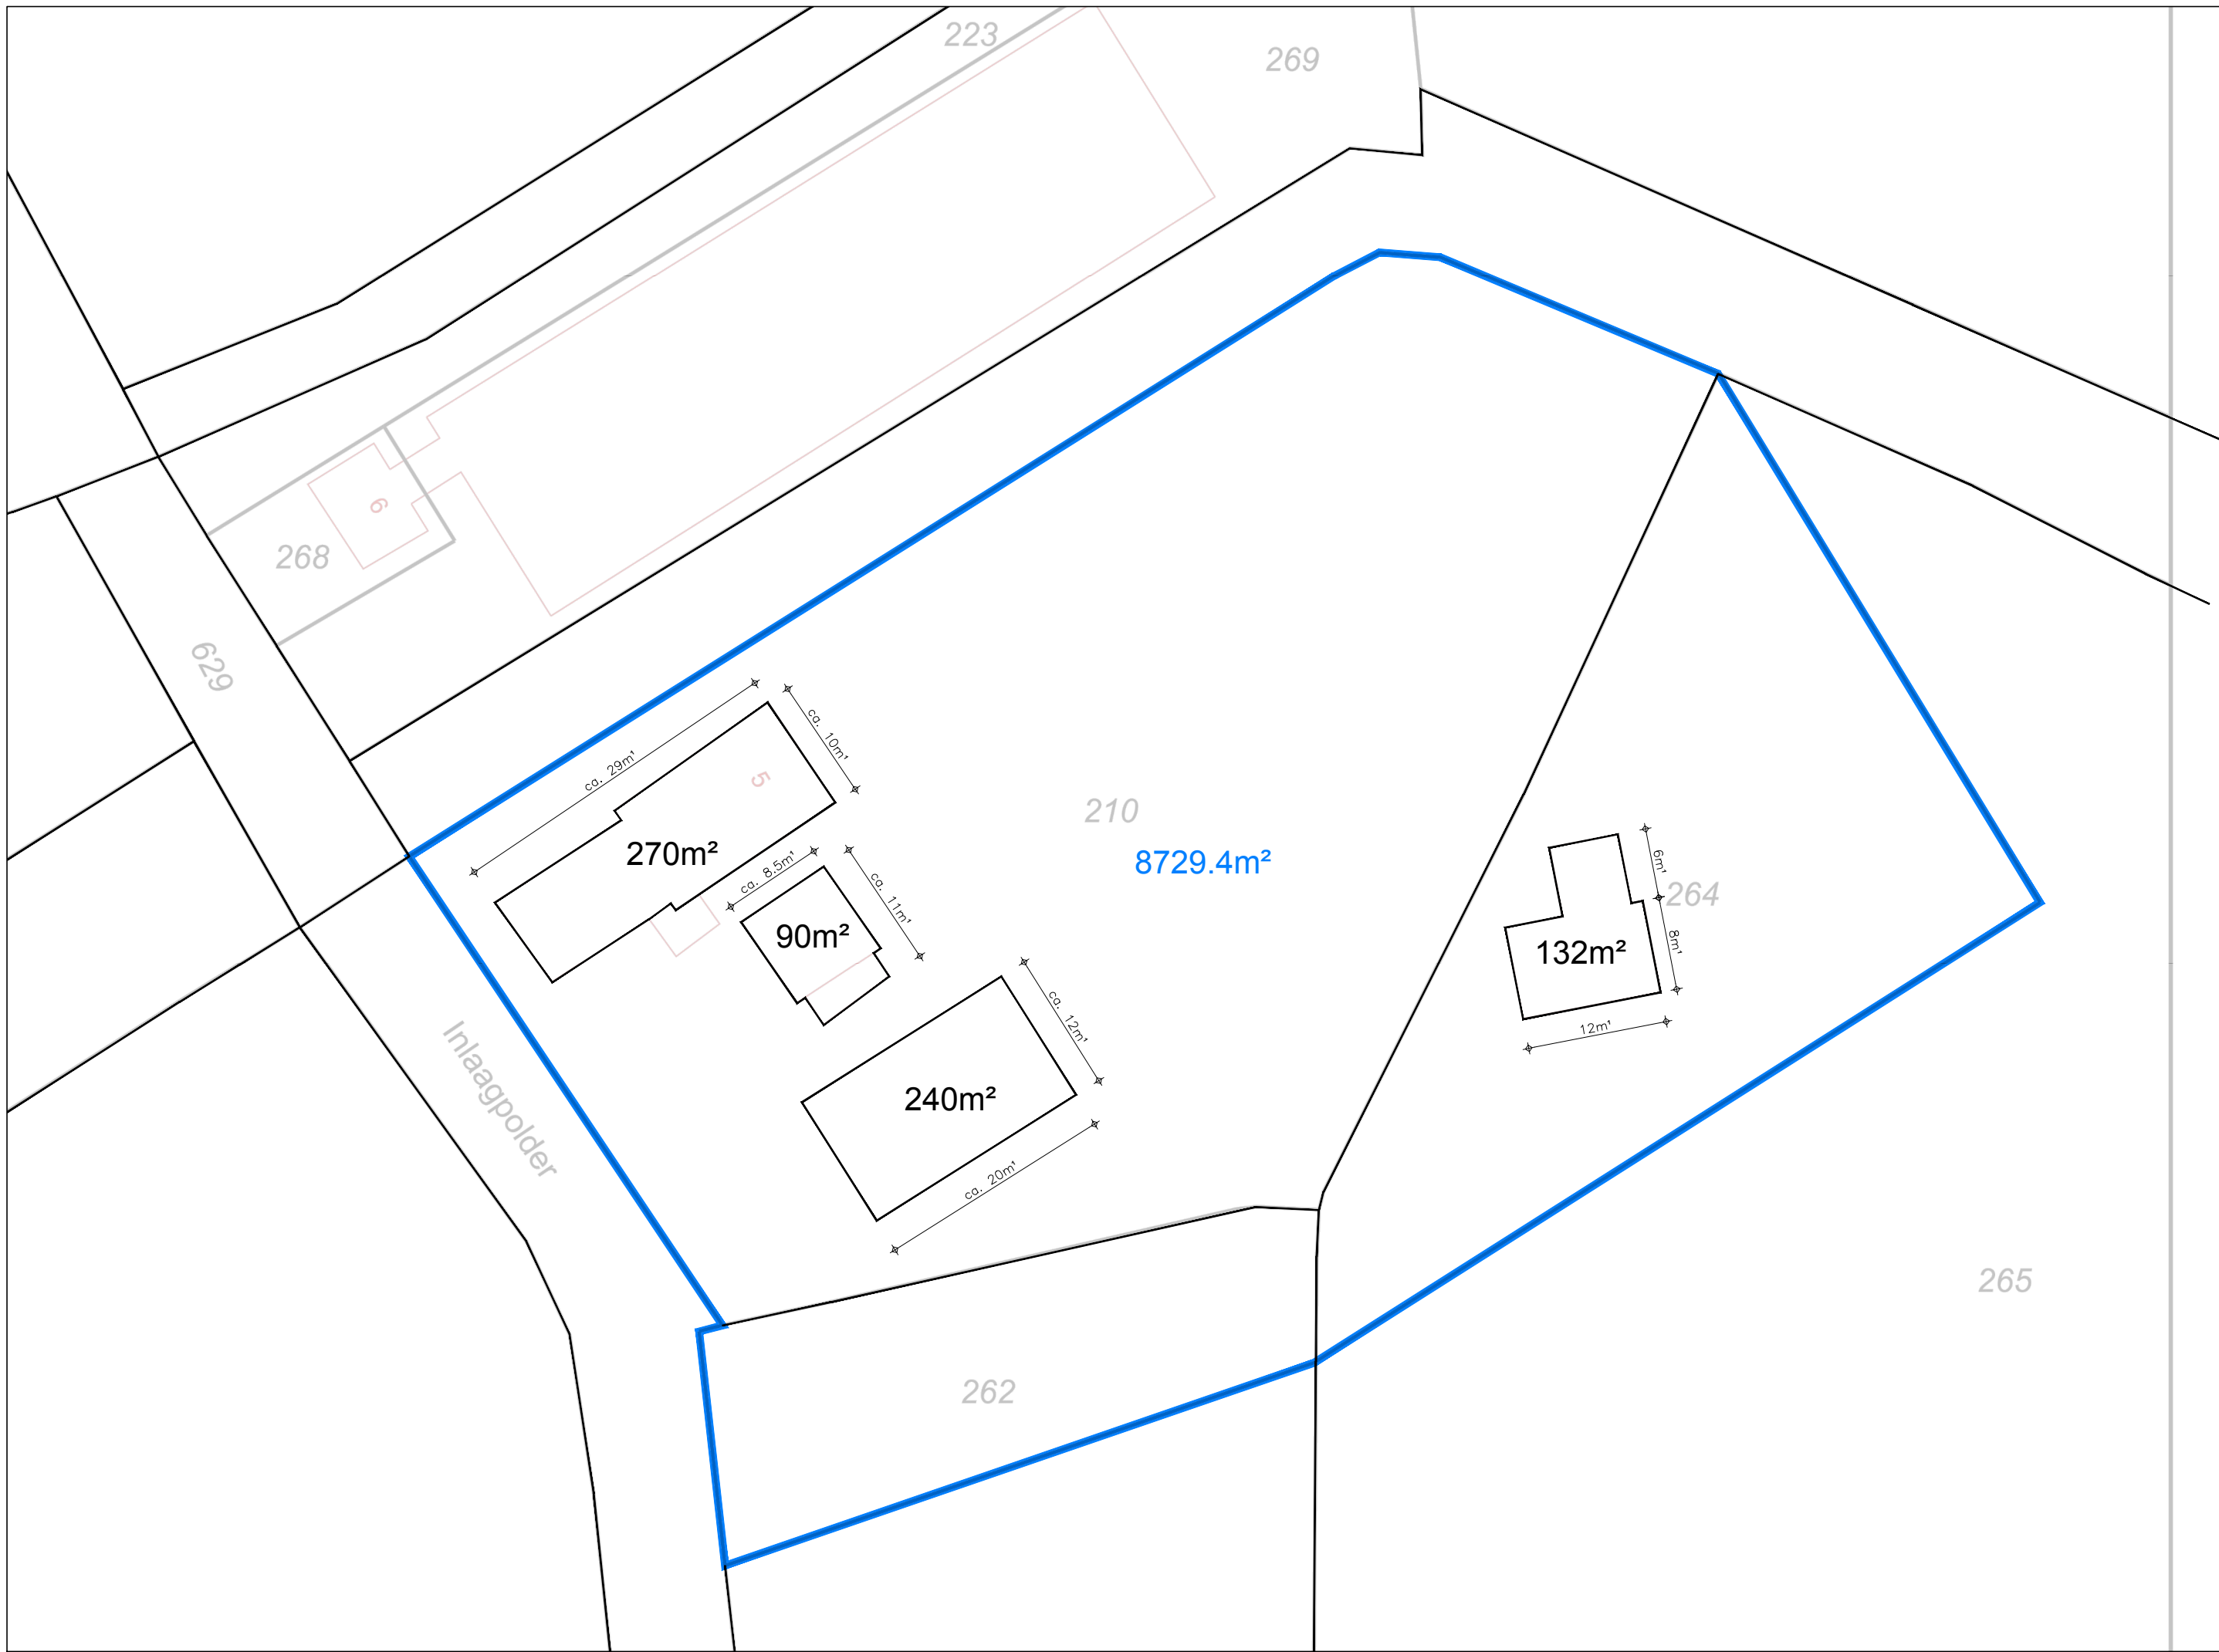 223
269
6
268
629
ca. 29m¹
ca. 10m¹
5
270m²
210
8729.4m²
ca. 8.5m¹
ca. 11m¹
90m²
6m¹
264
8m¹
132m²
12m¹
ca. 12m¹
240m²
ca. 20m¹
Inlaagpolder
265
262